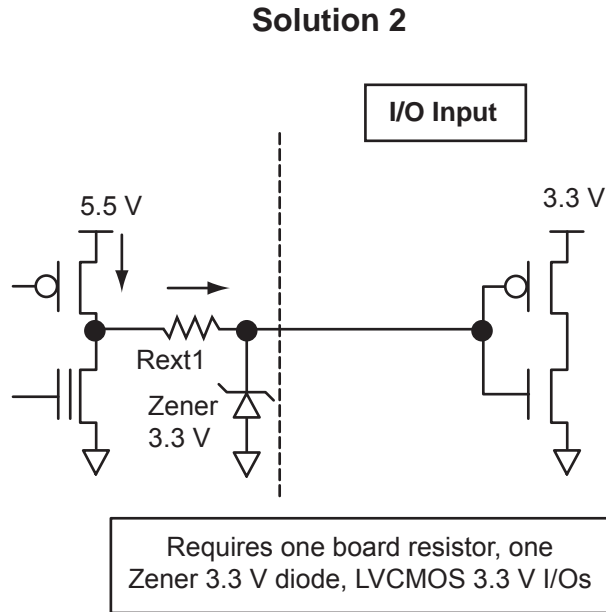 Solution 2
I/O Input
5.5 V
3.3 V
Rext1
Zener
3.3 V
Requires one board resistor, one
Zener 3.3 V diode, LVCMOS 3.3 V I/Os